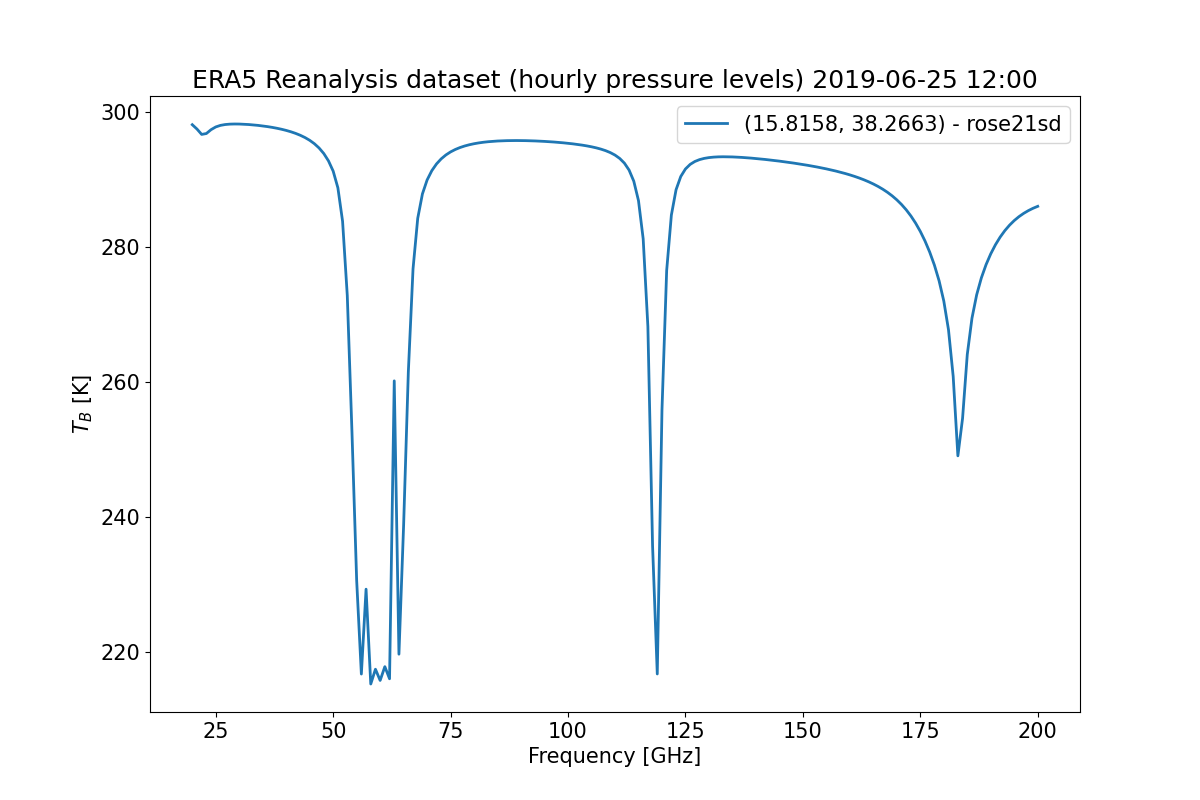 ERA5 Reanalysis dataset (hourly pressure levels) 2019-06-25 12:00
(15.8158, 38.2663) - rose21sd
300
280
260
240
220
T_B [K]
25 50 75 100 125 150 175 200
Frequency [GHz]